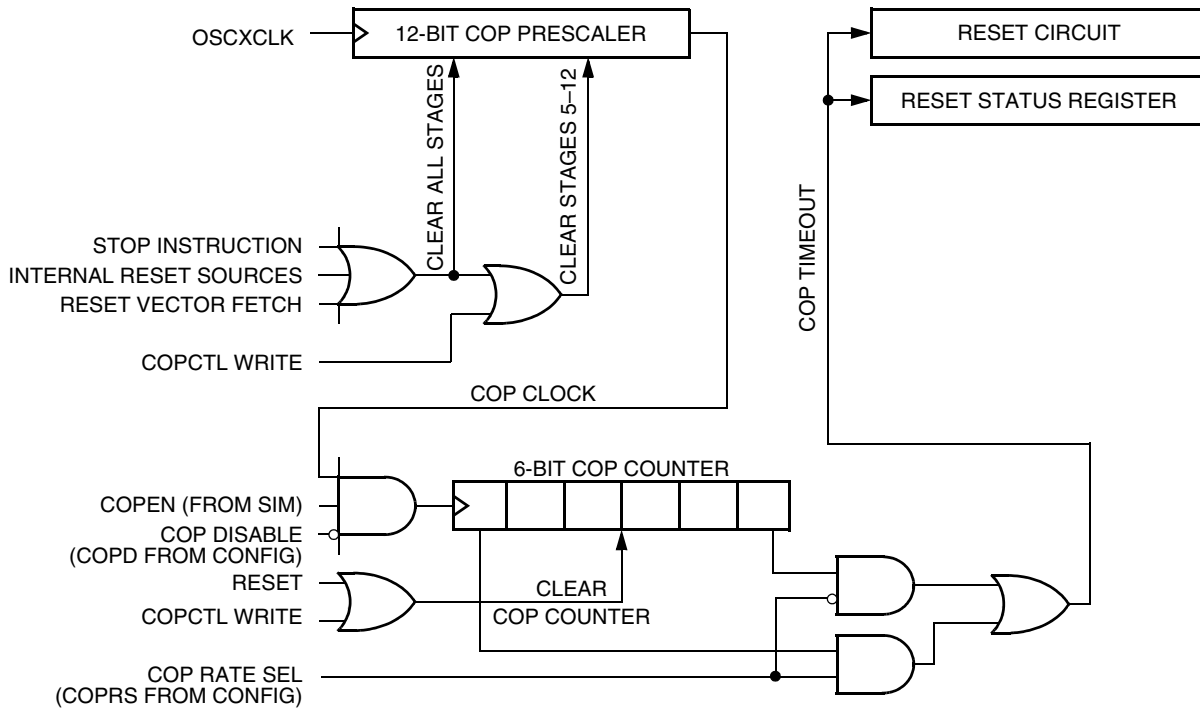 OSCXCLK
12-BIT COP PRESCALER
RESET CIRCUIT
RESET STATUS REGISTER
CLEAR ALL STAGES
CLEAR STAGES 5–12
COP TIMEOUT
STOP INSTRUCTION
INTERNAL RESET SOURCES
RESET VECTOR FETCH
COPCTL WRITE
COP CLOCK
6-BIT COP COUNTER
COPEN (FROM SIM)
COP DISABLE
(COPD FROM CONFIG)
RESET
COPCTL WRITE
CLEAR
COP COUNTER
COP RATE SEL
(COPRS FROM CONFIG)